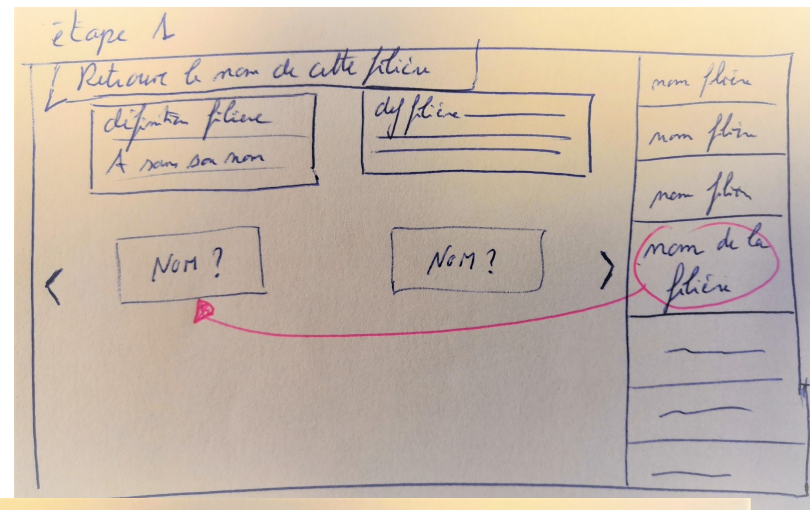 étape 1
Retrouve le nom de cette filière
définition filière
A sans son nom
def filière
NOM ?
NOM ?
nom filière
nom filière
nom filière
nom de la
filière